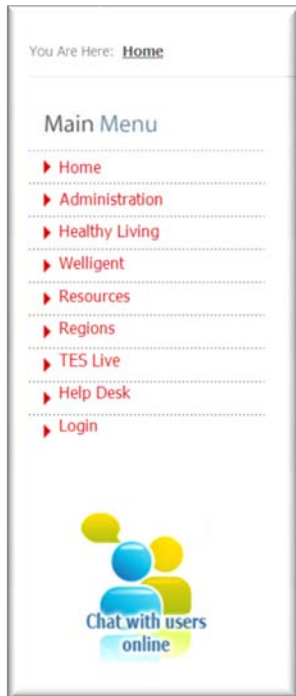 You Are Here: Home
Main Menu
Home
Administration
Healthy Living
Welligent
Resources
Regions
TES Live
Help Desk
Login
Chat with users
online